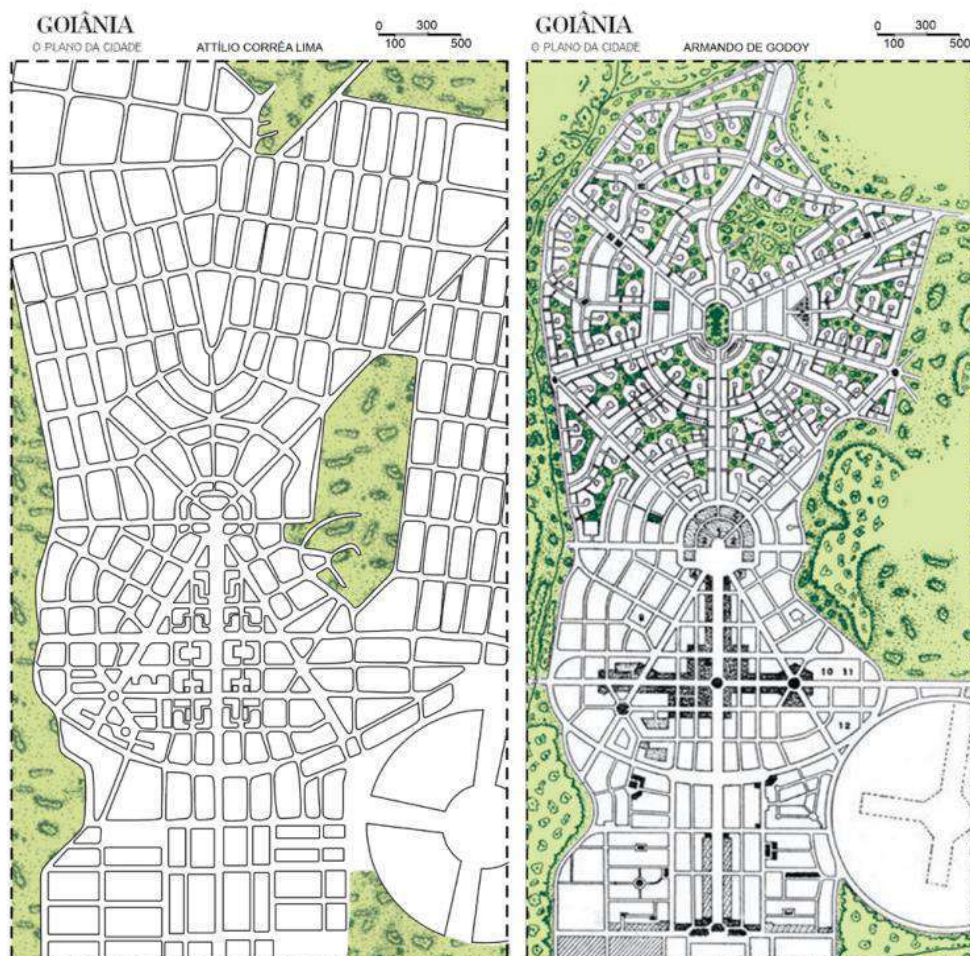 GOIÂNIA
O PLANO DA CIDADE
ATTÍLIO CORRÊA LIMA
0 300
100 500
GOIÂNIA
O PLANO DA CIDADE
ARMANDO DE GODOY
0 300
100 500
9
10 11
12